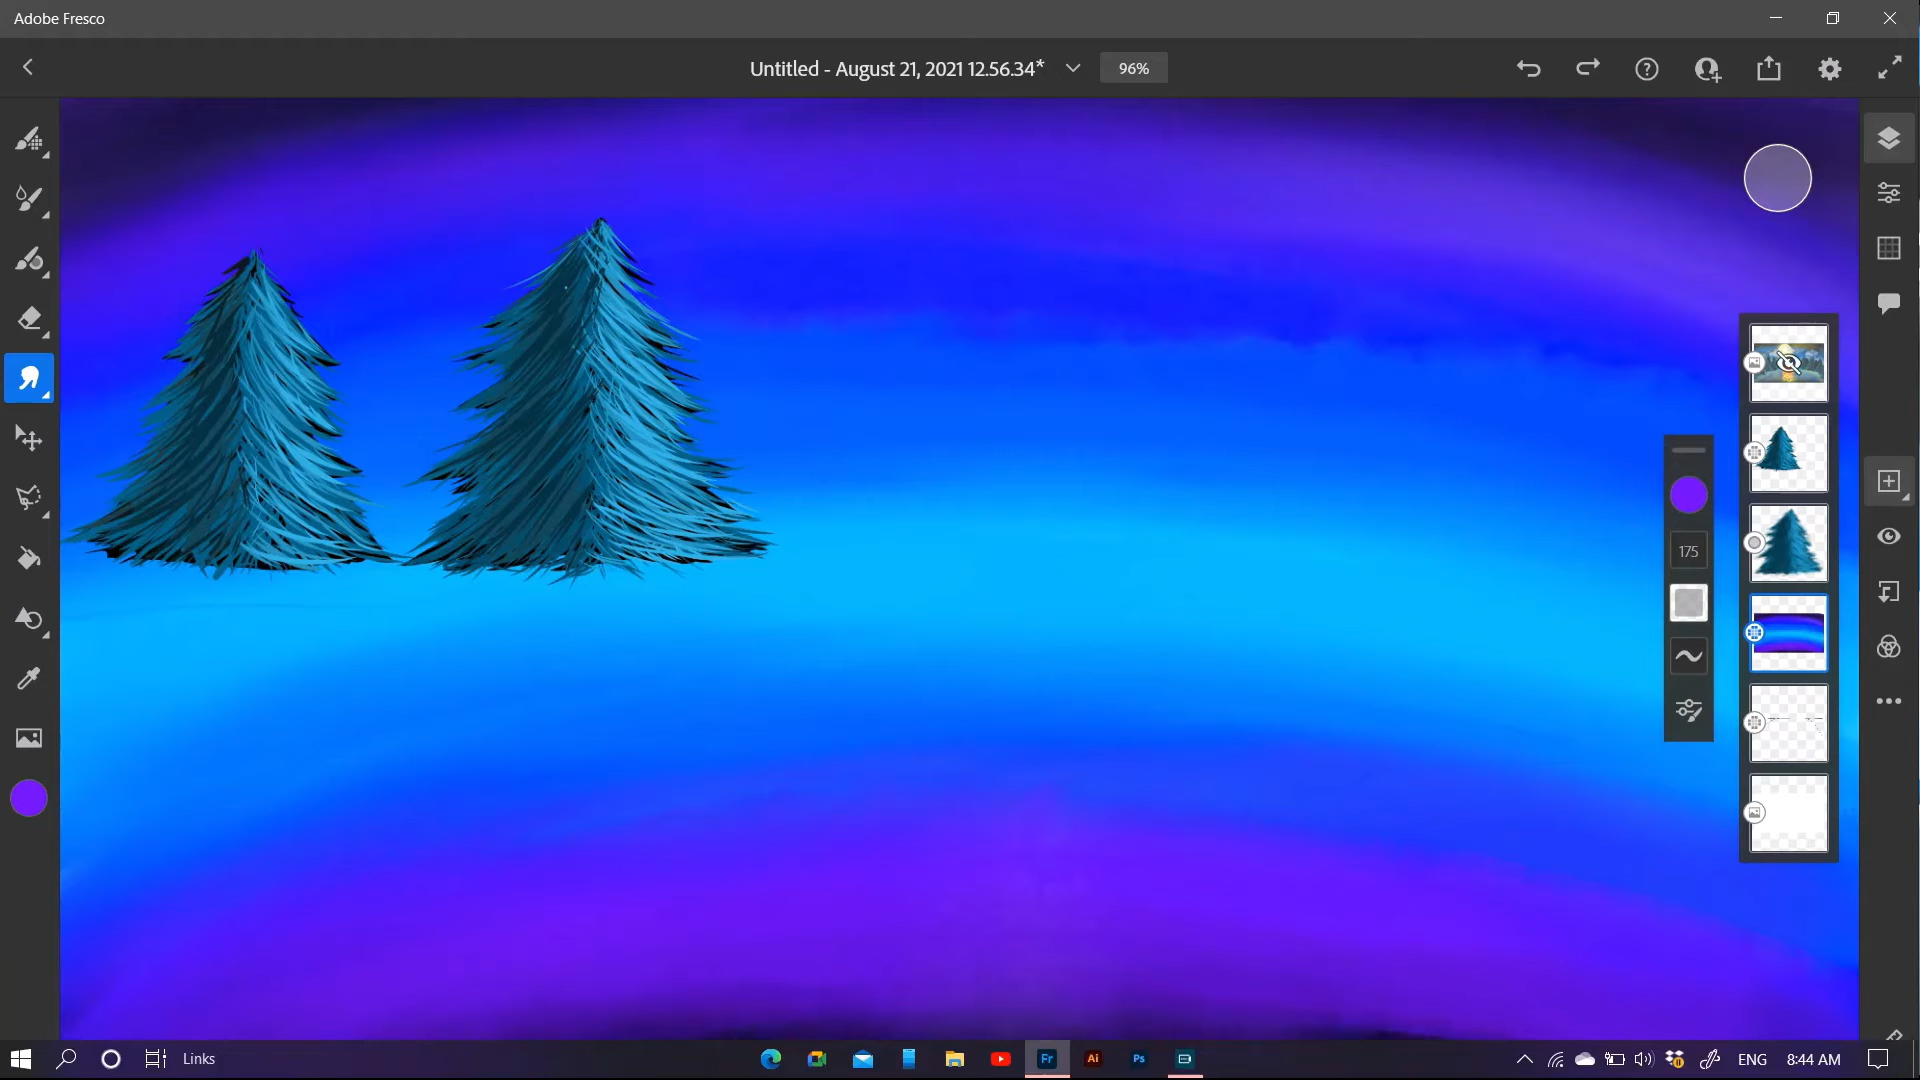 Adobe Fresco
Untitled - August 21, 2021 12.56.34*
96%
175
Links
Fr
Ai
Ps
ENG
8:44 AM